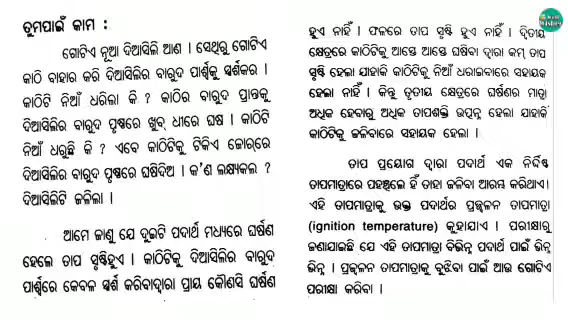 ତୁମପାଇଁ କାମ :
ଗୋଟିଏ ନୂଆ ଦିଆସିଲି ଆଣ । ସେଥିରୁ ଗୋଟିଏ
କାଠି ବାହାର କରି ଦିଆସିଲିର ବାରୁଦ ପାର୍ଶ୍ୱକୁ ସ୍ପର୍ଶକର ।
କାଠିଟି ନିଆଁ ଧରିଲା କି ? କାଠିର ବାରୁଦ ପ୍ରାନ୍ତକୁ
ଦିଆସିଲିର ବାରୁଦ ପୃଷ୍ଠରେ ଖୁବ୍ ଧୀରେ ଘଷ । କାଠିଟି
ନିଆଁ ଧରୁଛି କି ? ଏବେ କାଠିଟିକୁ ଟିକିଏ ଜୋର୍‌ରେ
ଦିଆସିଲିର ବାରୁଦ ପୃଷ୍ଠରେ ଘଷିଦିଅ । କ'ଣ ଲକ୍ଷ୍ୟକଲ ?
ଦିଆସିଲିଟି ଜଳିଲା ।
ଆମେ ଜାଣୁ ଯେ ଦୁଇଟି ପଦାର୍ଥ ମଧ୍ୟରେ ଘର୍ଷଣ
ହେଲେ ତାପ ସୃଷ୍ଟିହୁଏ । କାଠିଟିକୁ ଦିଆସିଲିର ବାରୁଦ
ପାର୍ଶ୍ୱରେ କେବଳ ସ୍ପର୍ଶ କରିବାଦ୍ୱାରା ପ୍ରାୟ କୌଣସି ଘର୍ଷଣ
ହୁଏ ନାହିଁ । ଫଳରେ ତାପ ସୃଷ୍ଟି ହୁଏ ନାହିଁ । ଦ୍ୱିତୀୟ
କ୍ଷେତ୍ରରେ କାଠିଟିକୁ ଆସ୍ତେ ଆସ୍ତେ ଘଷିବା ଦ୍ୱାରା କମ୍ ତାପ
ସୃଷ୍ଟି ହେଲା ଯାହାକି କାଠିଟିକୁ ନିଆଁ ଧରାଇବାରେ ସହାୟକ
ହେଲା ନାହିଁ । କିନ୍ତୁ ତୃତୀୟ କ୍ଷେତ୍ରରେ ଘର୍ଷଣର ମାତ୍ରା
ଅଧିକ ହେବାରୁ ଅଧିକ ତାପଶକ୍ତି ଉତ୍ପନ୍ନ ହେଲା ଯାହାକି
କାଠିଟିକୁ ଜଳିବାରେ ସହାୟକ ହେଲା ।
ତାପ ପ୍ରୟୋଗ ଦ୍ୱାରା ପଦାର୍ଥ ଏକ ନିର୍ଦ୍ଦିଷ୍ଟ
ତାପମାତ୍ରାରେ ପହଞ୍ଚିଲେ ହିଁ ତାହା ଜଳିବା ଆରମ୍ଭ କରିଥାଏ ।
ଏହି ତାପମାତ୍ରାକୁ ଉକ୍ତ ପଦାର୍ଥର ପ୍ରଜ୍ଜ୍ୱଳନ ତାପମାତ୍ରା
(ignition temperature) କୁହାଯାଏ । ପରୀକ୍ଷାରୁ
ଜଣାଯାଇଛି ଯେ ଏହି ତାପମାତ୍ରା ବିଭିନ୍ନ ପଦାର୍ଥ ପାଇଁ ଭିନ୍ନ
ଭିନ୍ନ । ପ୍ରଜ୍ଜ୍ୱଳନ ତାପମାତ୍ରାକୁ ବୁଝିବା ପାଇଁ ଆଉ ଗୋଟିଏ
ପରୀକ୍ଷା କରିବା ।